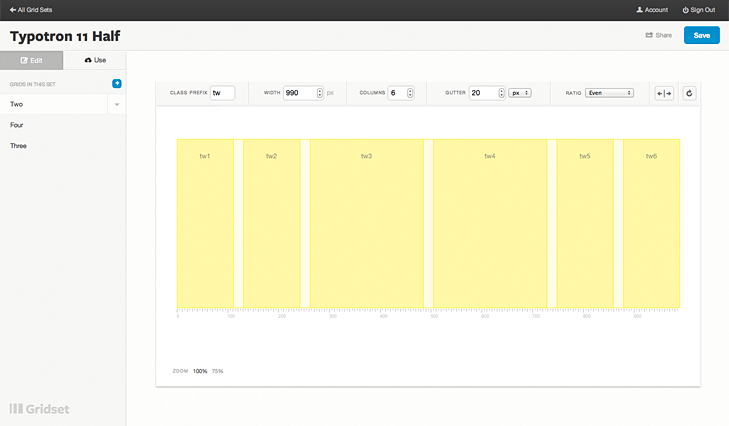 All Grid Sets Account Sign Out
Typotron 11 Half Share Save
Edit Use
GRIDS IN THIS SET
Two
Four
Three
CLASS PREFIX tw WIDTH 990 px COLUMNS 6 GUTTER 20 px RATIO Even
tw1 tw2 tw3 tw4 tw5 tw6
0 100 200 300 400 500 600 700 800 900
ZOOM 100% 75%
Gridset